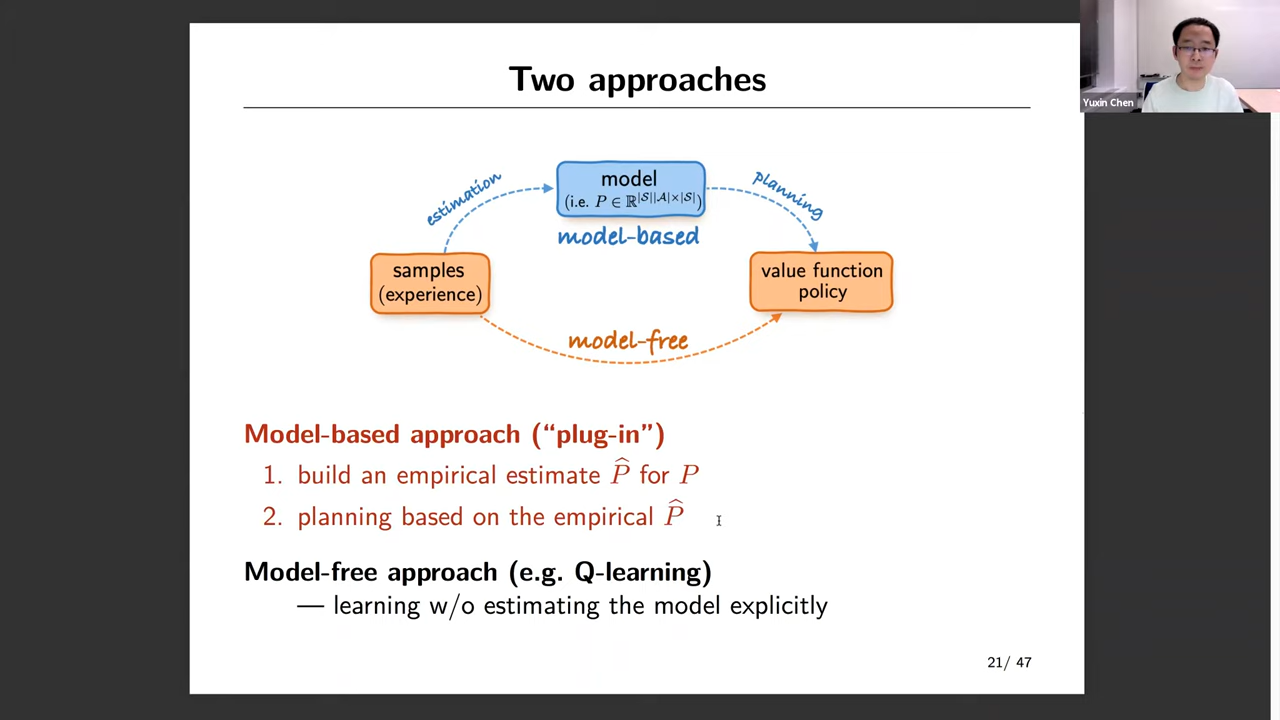 Two approaches
Yuxin Chen
estimation
model
(i.e. P ∈ ℝ^{|𝒮||𝒜|×|𝒮|})
planning
model-based
samples
(experience)
value function
policy
model-free
Model-based approach (“plug-in”)
1. build an empirical estimate P̂ for P
2. planning based on the empirical P̂
Model-free approach (e.g. Q-learning)
— learning w/o estimating the model explicitly
21/ 47